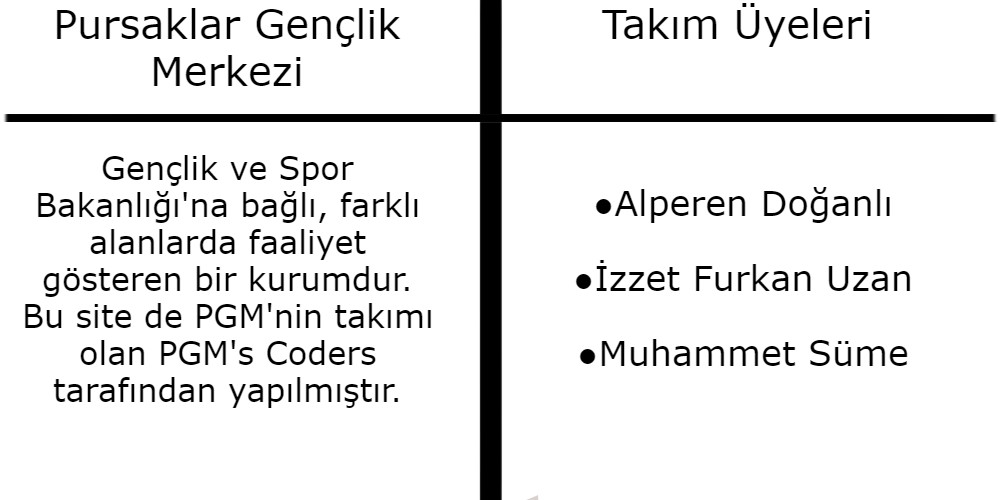 Pursaklar Gençlik
Merkezi
Gençlik ve Spor
Bakanlığı'na bağlı, farklı
alanlarda faaliyet
gösteren bir kurumdur.
Bu site de PGM'nin takımı
olan PGM's Coders
tarafından yapılmıştır.
Takım Üyeleri
●Alperen Doğanlı
●İzzet Furkan Uzan
●Muhammet Süme